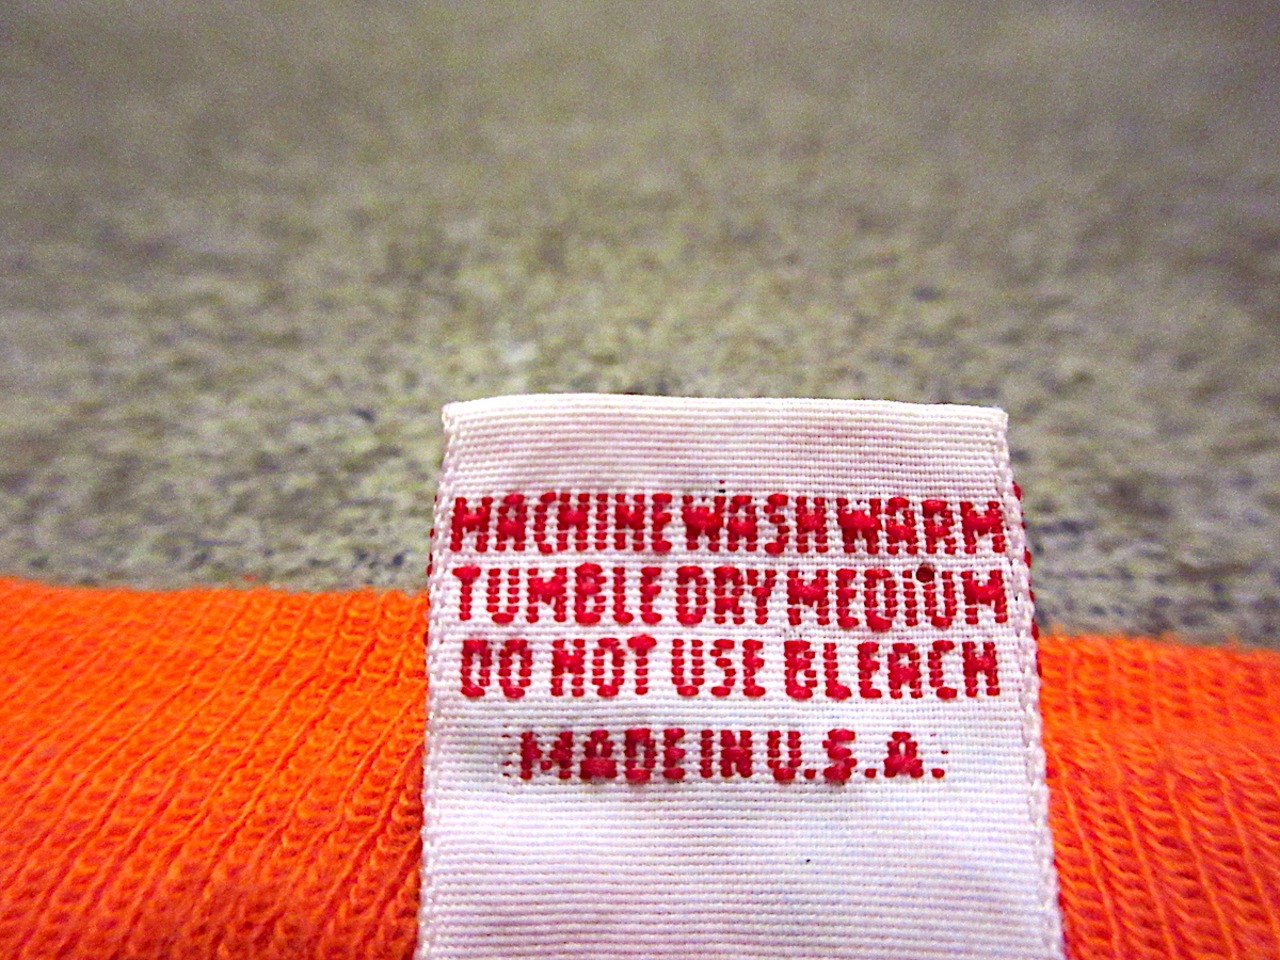 MACHINE WASH WARM
TUMBLE DRY MEDIUM
DO NOT USE BLEACH
MADE IN U.S.A.